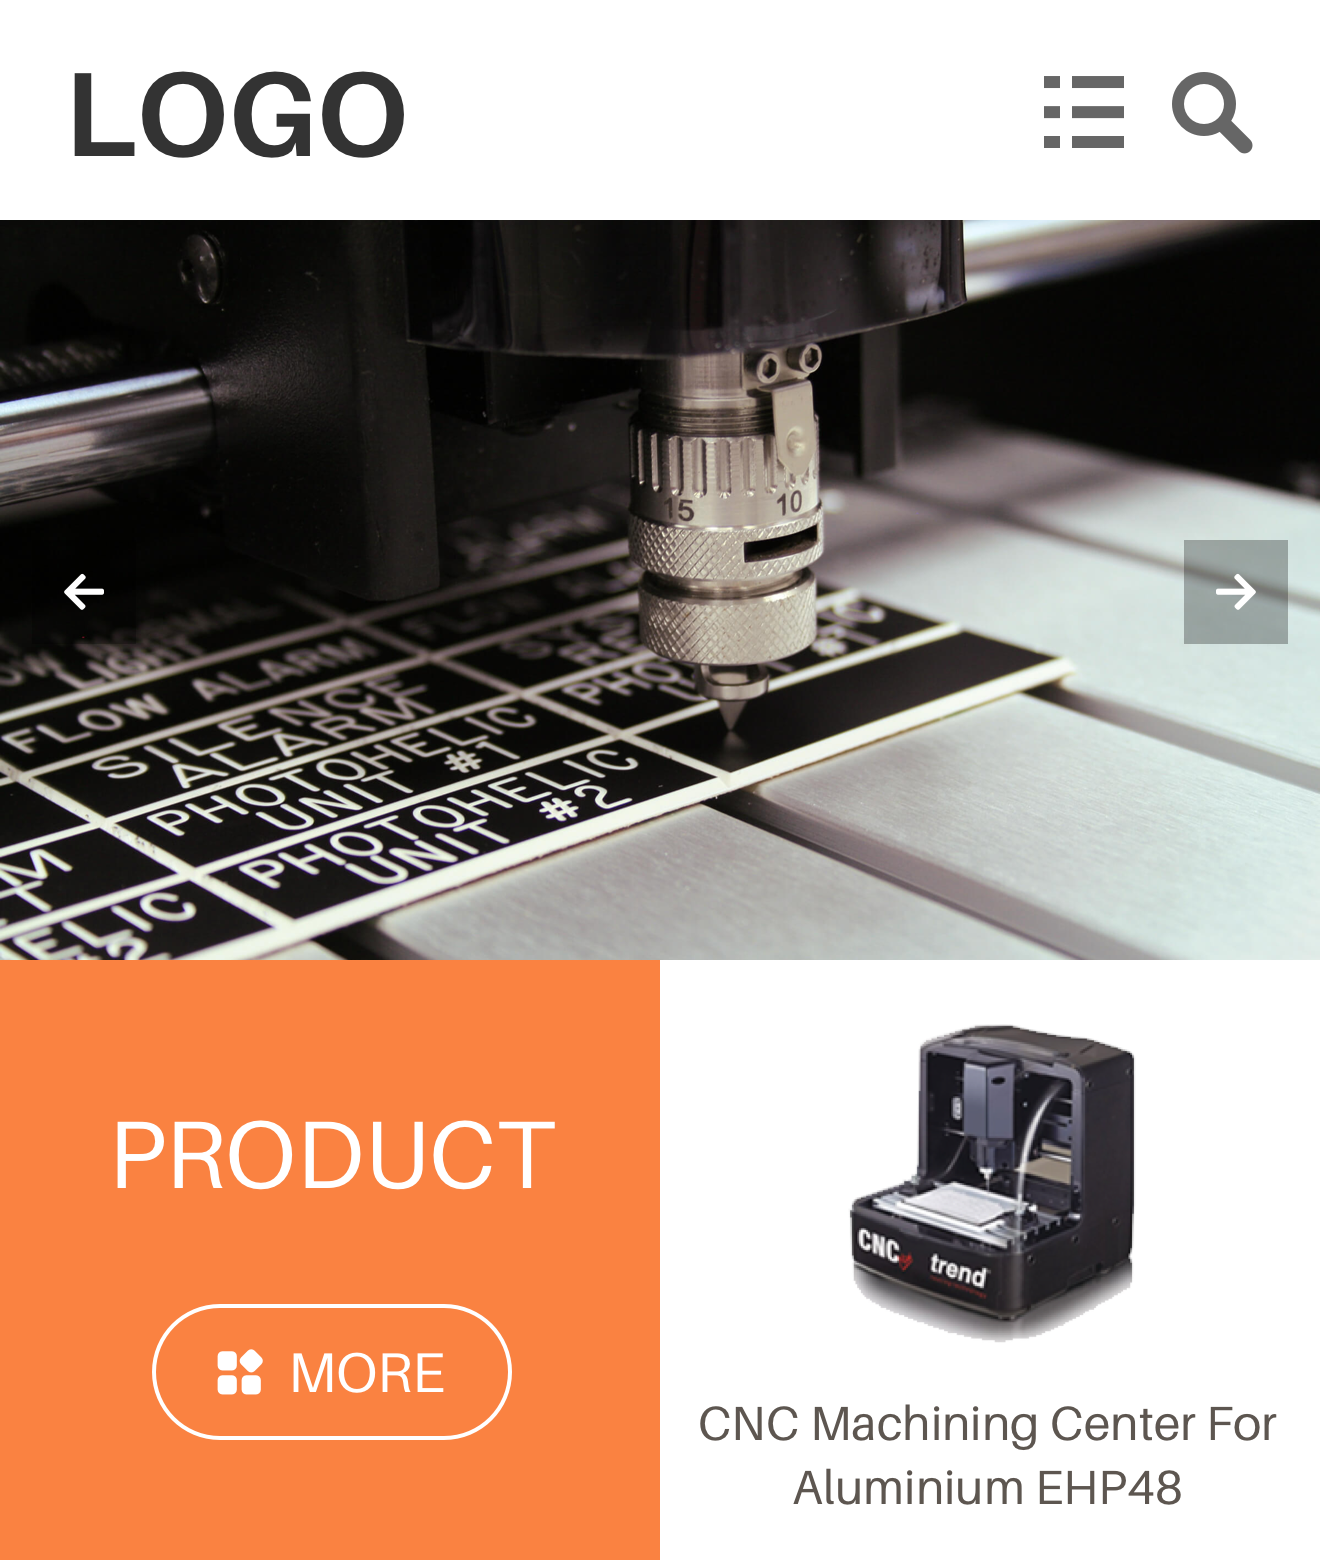 LOGO
15 10
LIGHT
FLOW ALARM
SILENCE
ALARM
PHOTOHELIC
UNIT #1
PHOTOHELIC
UNIT #2
PRODUCT
MORE
CNC trend
CNC Machining Center For
Aluminium EHP48